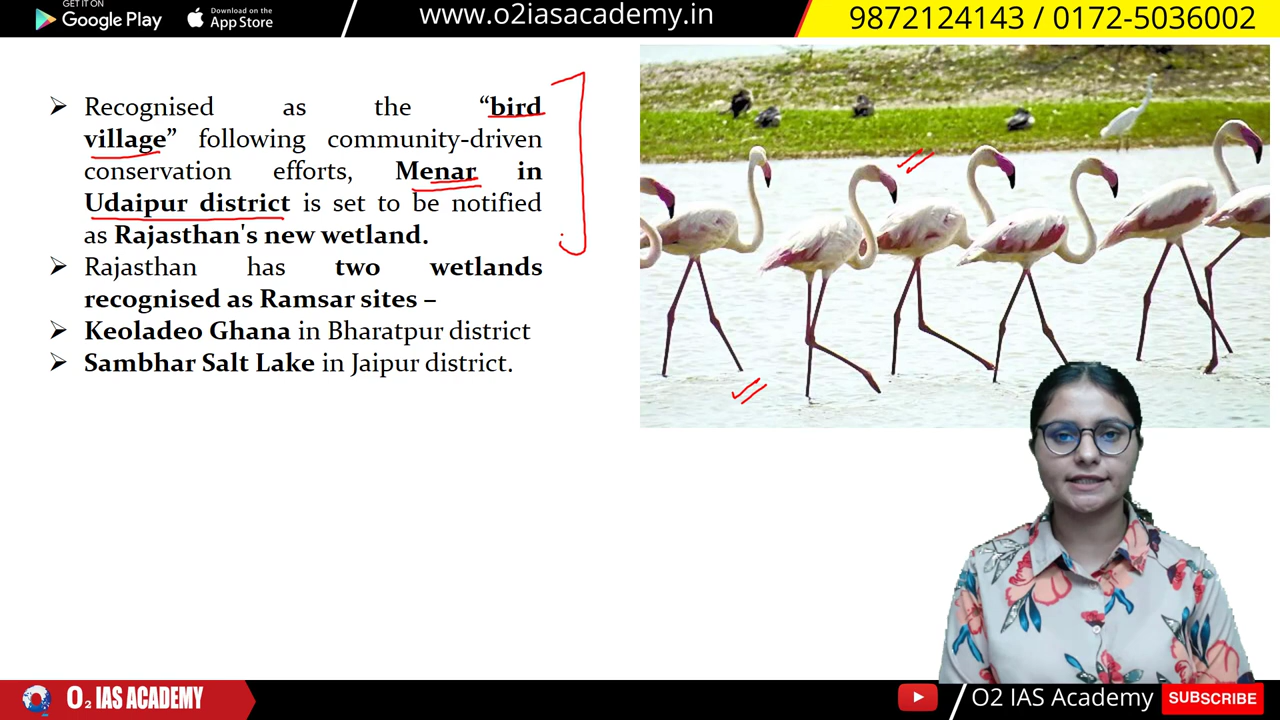 GET IT ON
Google Play
Download on the
App Store
www.o2iasacademy.in
9872124143 / 0172-5036002
➤ Recognised as the “bird
village” following community-driven
conservation efforts, Menar in
Udaipur district is set to be notified
as Rajasthan's new wetland.
➤ Rajasthan has two wetlands
recognised as Ramsar sites –
➤ Keoladeo Ghana in Bharatpur district
➤ Sambhar Salt Lake in Jaipur district.
O2 IAS ACADEMY
O2 IAS Academy
SUBSCRIBE